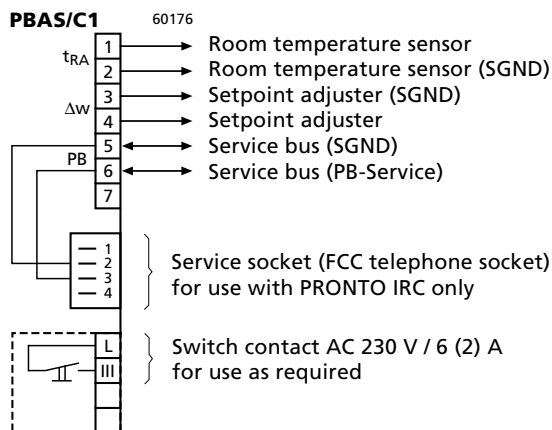 PBAS/C1 60176
tRA
1 Room temperature sensor
2 Room temperature sensor (SGND)
Δw
3 Setpoint adjuster (SGND)
4 Setpoint adjuster
PB
5 Service bus (SGND)
6 Service bus (PB-Service)
7
1
2
3
4
Service socket (FCC telephone socket)
for use with PRONTO IRC only
L
III
Switch contact AC 230 V / 6 (2) A
for use as required